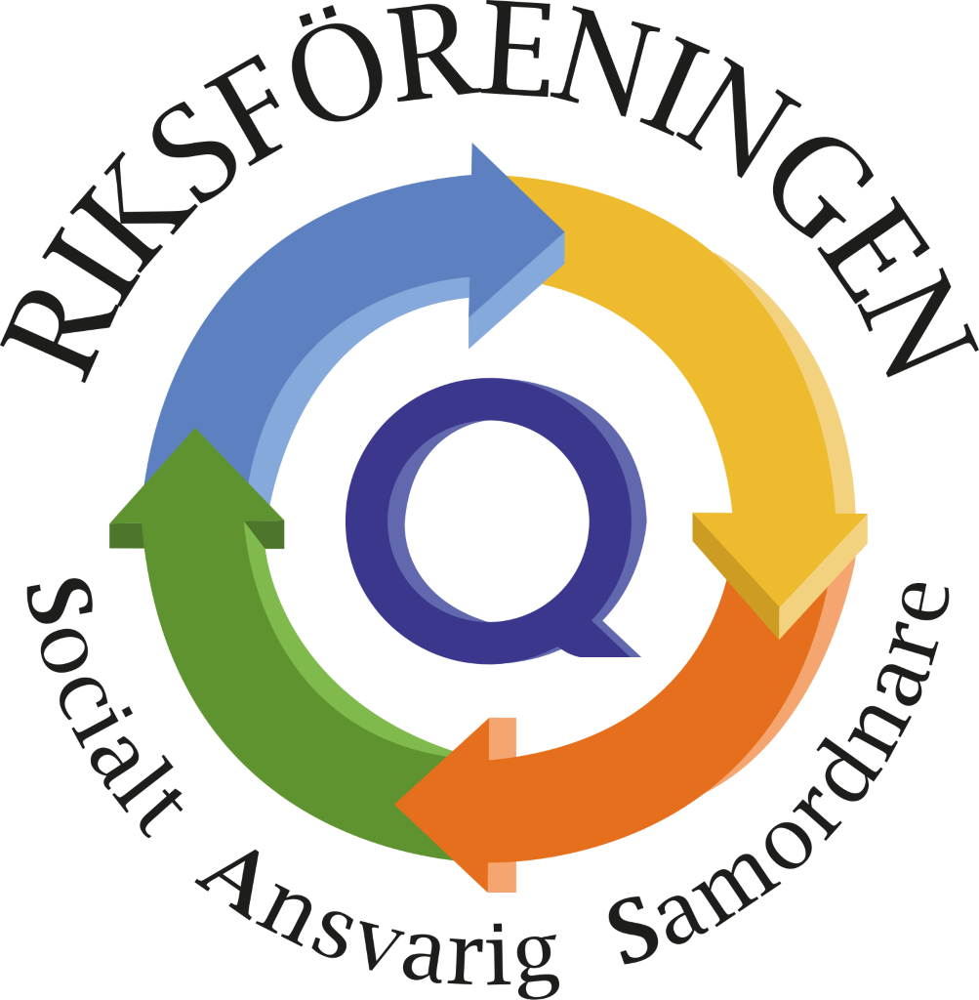 RIKSFÖRENINGEN
Q
Socialt Ansvarig Samordnare